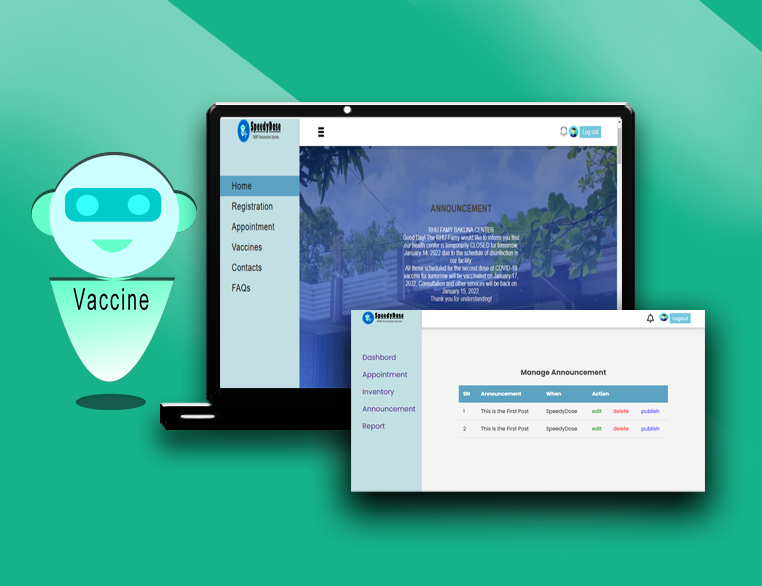 Vaccine
SpeedyDose
Log out
Home
Registration
Appointment
Vaccines
Contacts
FAQs
ANNOUNCEMENT
RHU FAMY BAKUNA CENTER
Good Day! The RHU Famy would like to inform you that
our health center is temporarily CLOSED for tomorrow
January 14, 2022 due to the schedule of disinfection in
our facility
All theme scheduled for the second dose of COVID-19
vaccine for tomorrow will be vaccinated on January 17,
2022. Consultation and other services will be back on
January 15, 2022.
Thank you for understanding!
SpeedyDose
Logout
Dashbord
Appointment
Inventory
Announcement
Report
Manage Announcement
SN Announcement When Action
1 This is the First Post SpeedyDose edit delete publish
2 This is the First Post SpeedyDose edit delete publish